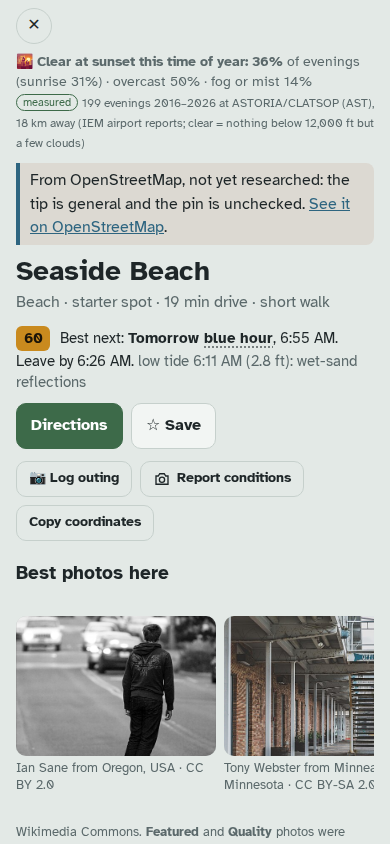 ✕
🌇 Clear at sunset this time of year: 36% of evenings
(sunrise 31%) · overcast 50% · fog or mist 14%
measured 199 evenings 2016–2026 at ASTORIA/CLATSOP (AST),
18 km away (IEM airport reports; clear = nothing below 12,000 ft but
a few clouds)
From OpenStreetMap, not yet researched: the
tip is general and the pin is unchecked. See it
on OpenStreetMap.
Seaside Beach
Beach · starter spot · 19 min drive · short walk
60 Best next: Tomorrow blue hour, 6:55 AM.
Leave by 6:26 AM. low tide 6:11 AM (2.8 ft): wet-sand
reflections
Directions ☆ Save
📷 Log outing Report conditions
Copy coordinates
Best photos here
Ian Sane from Oregon, USA · CC
BY 2.0
Tony Webster from Minnea
Minnesota · CC BY-SA 2.0
Wikimedia Commons. Featured and Quality photos were